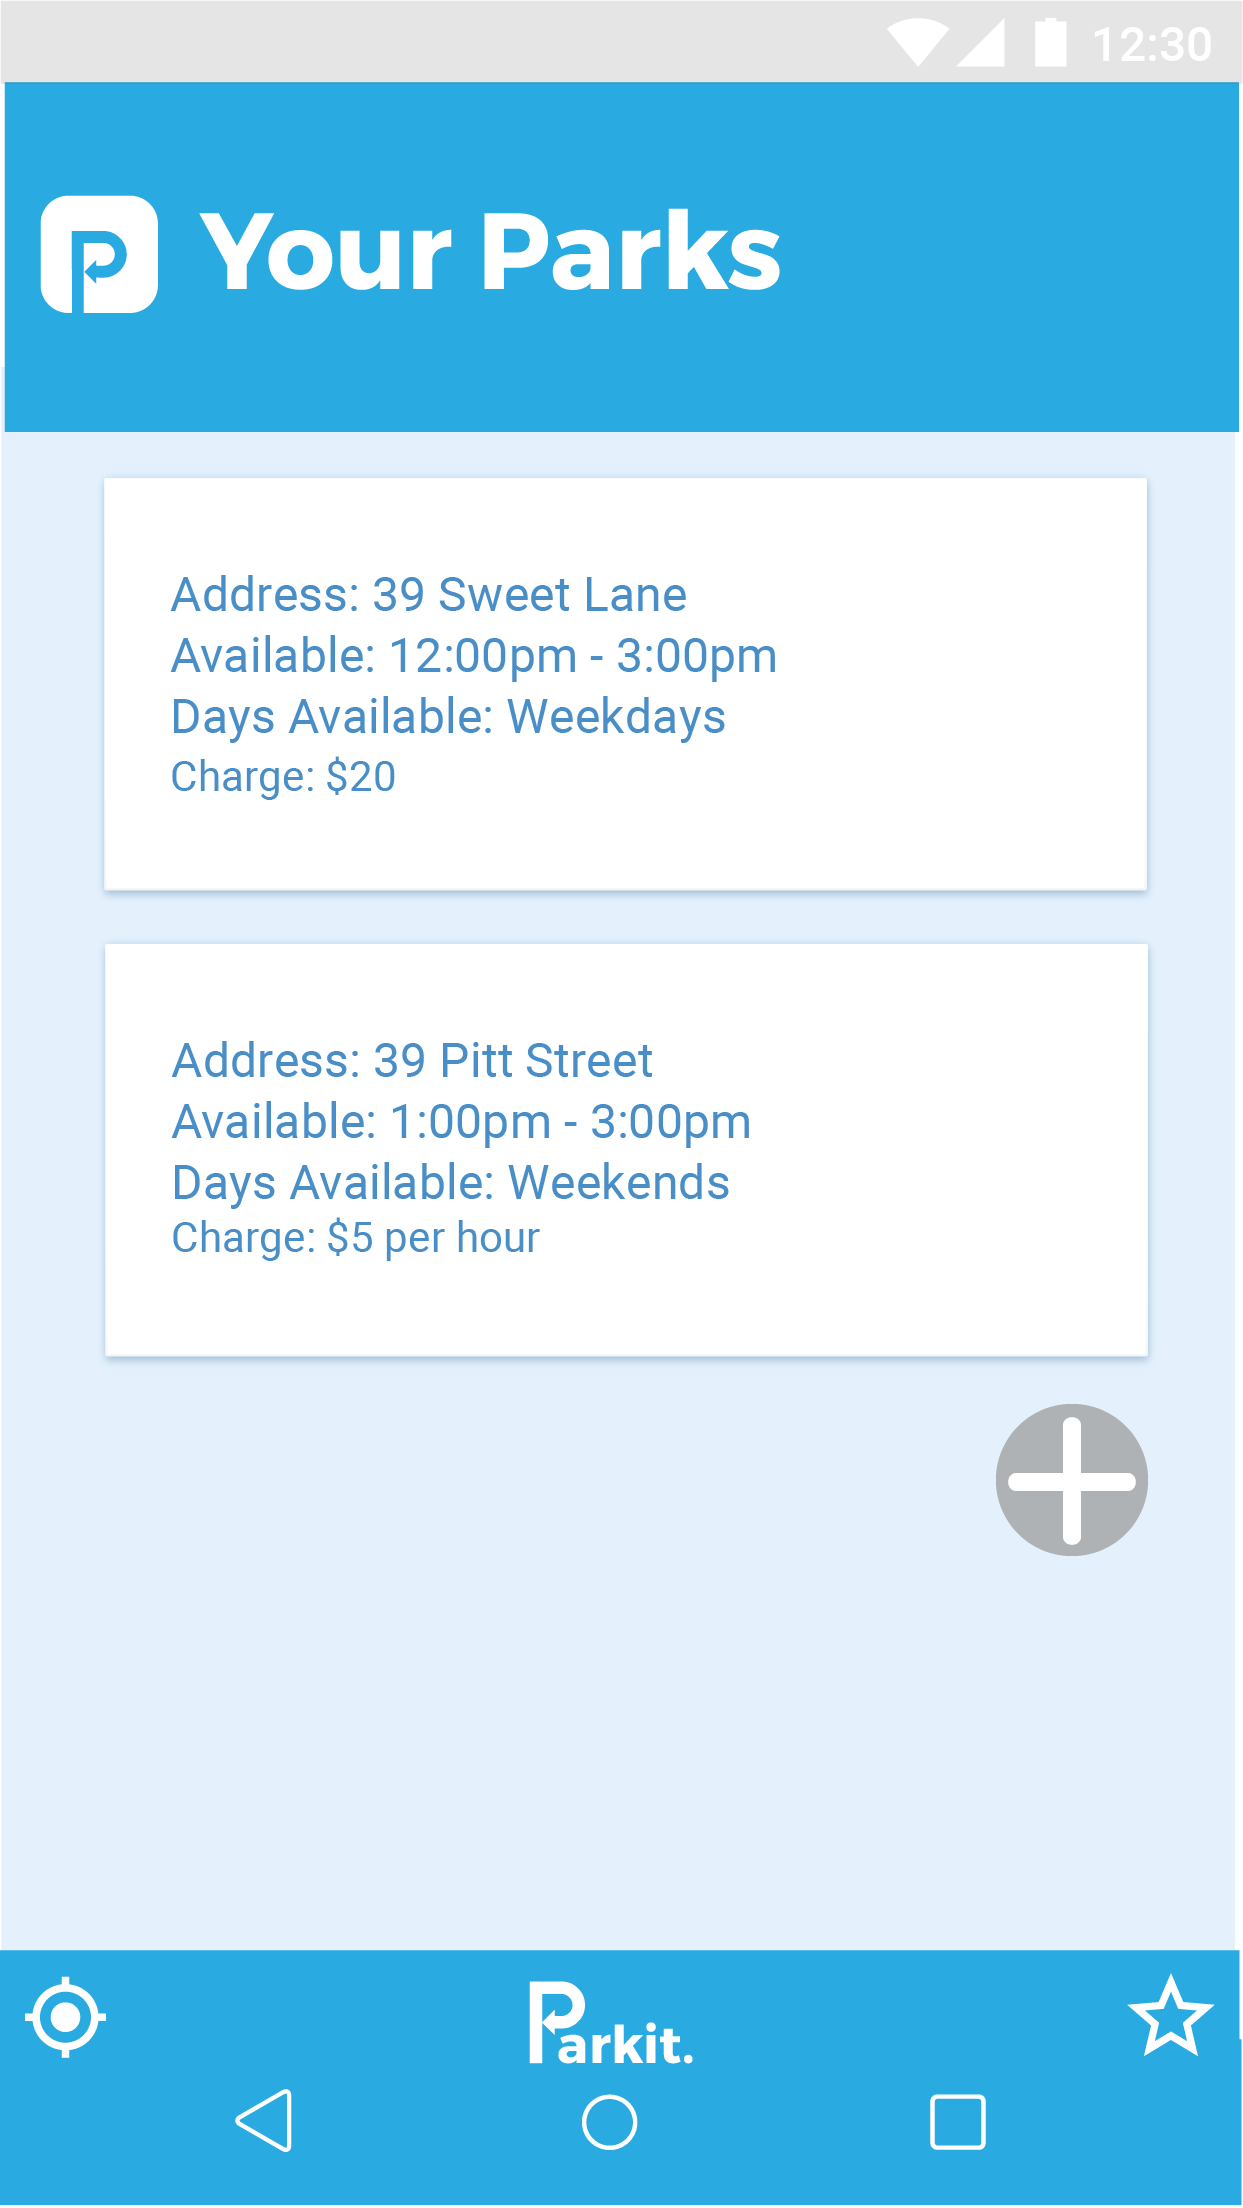 12:30
Your Parks
Address: 39 Sweet Lane
Available: 12:00pm - 3:00pm
Days Available: Weekdays
Charge: $20
Address: 39 Pitt Street
Available: 1:00pm - 3:00pm
Days Available: Weekends
Charge: $5 per hour
Parkit.